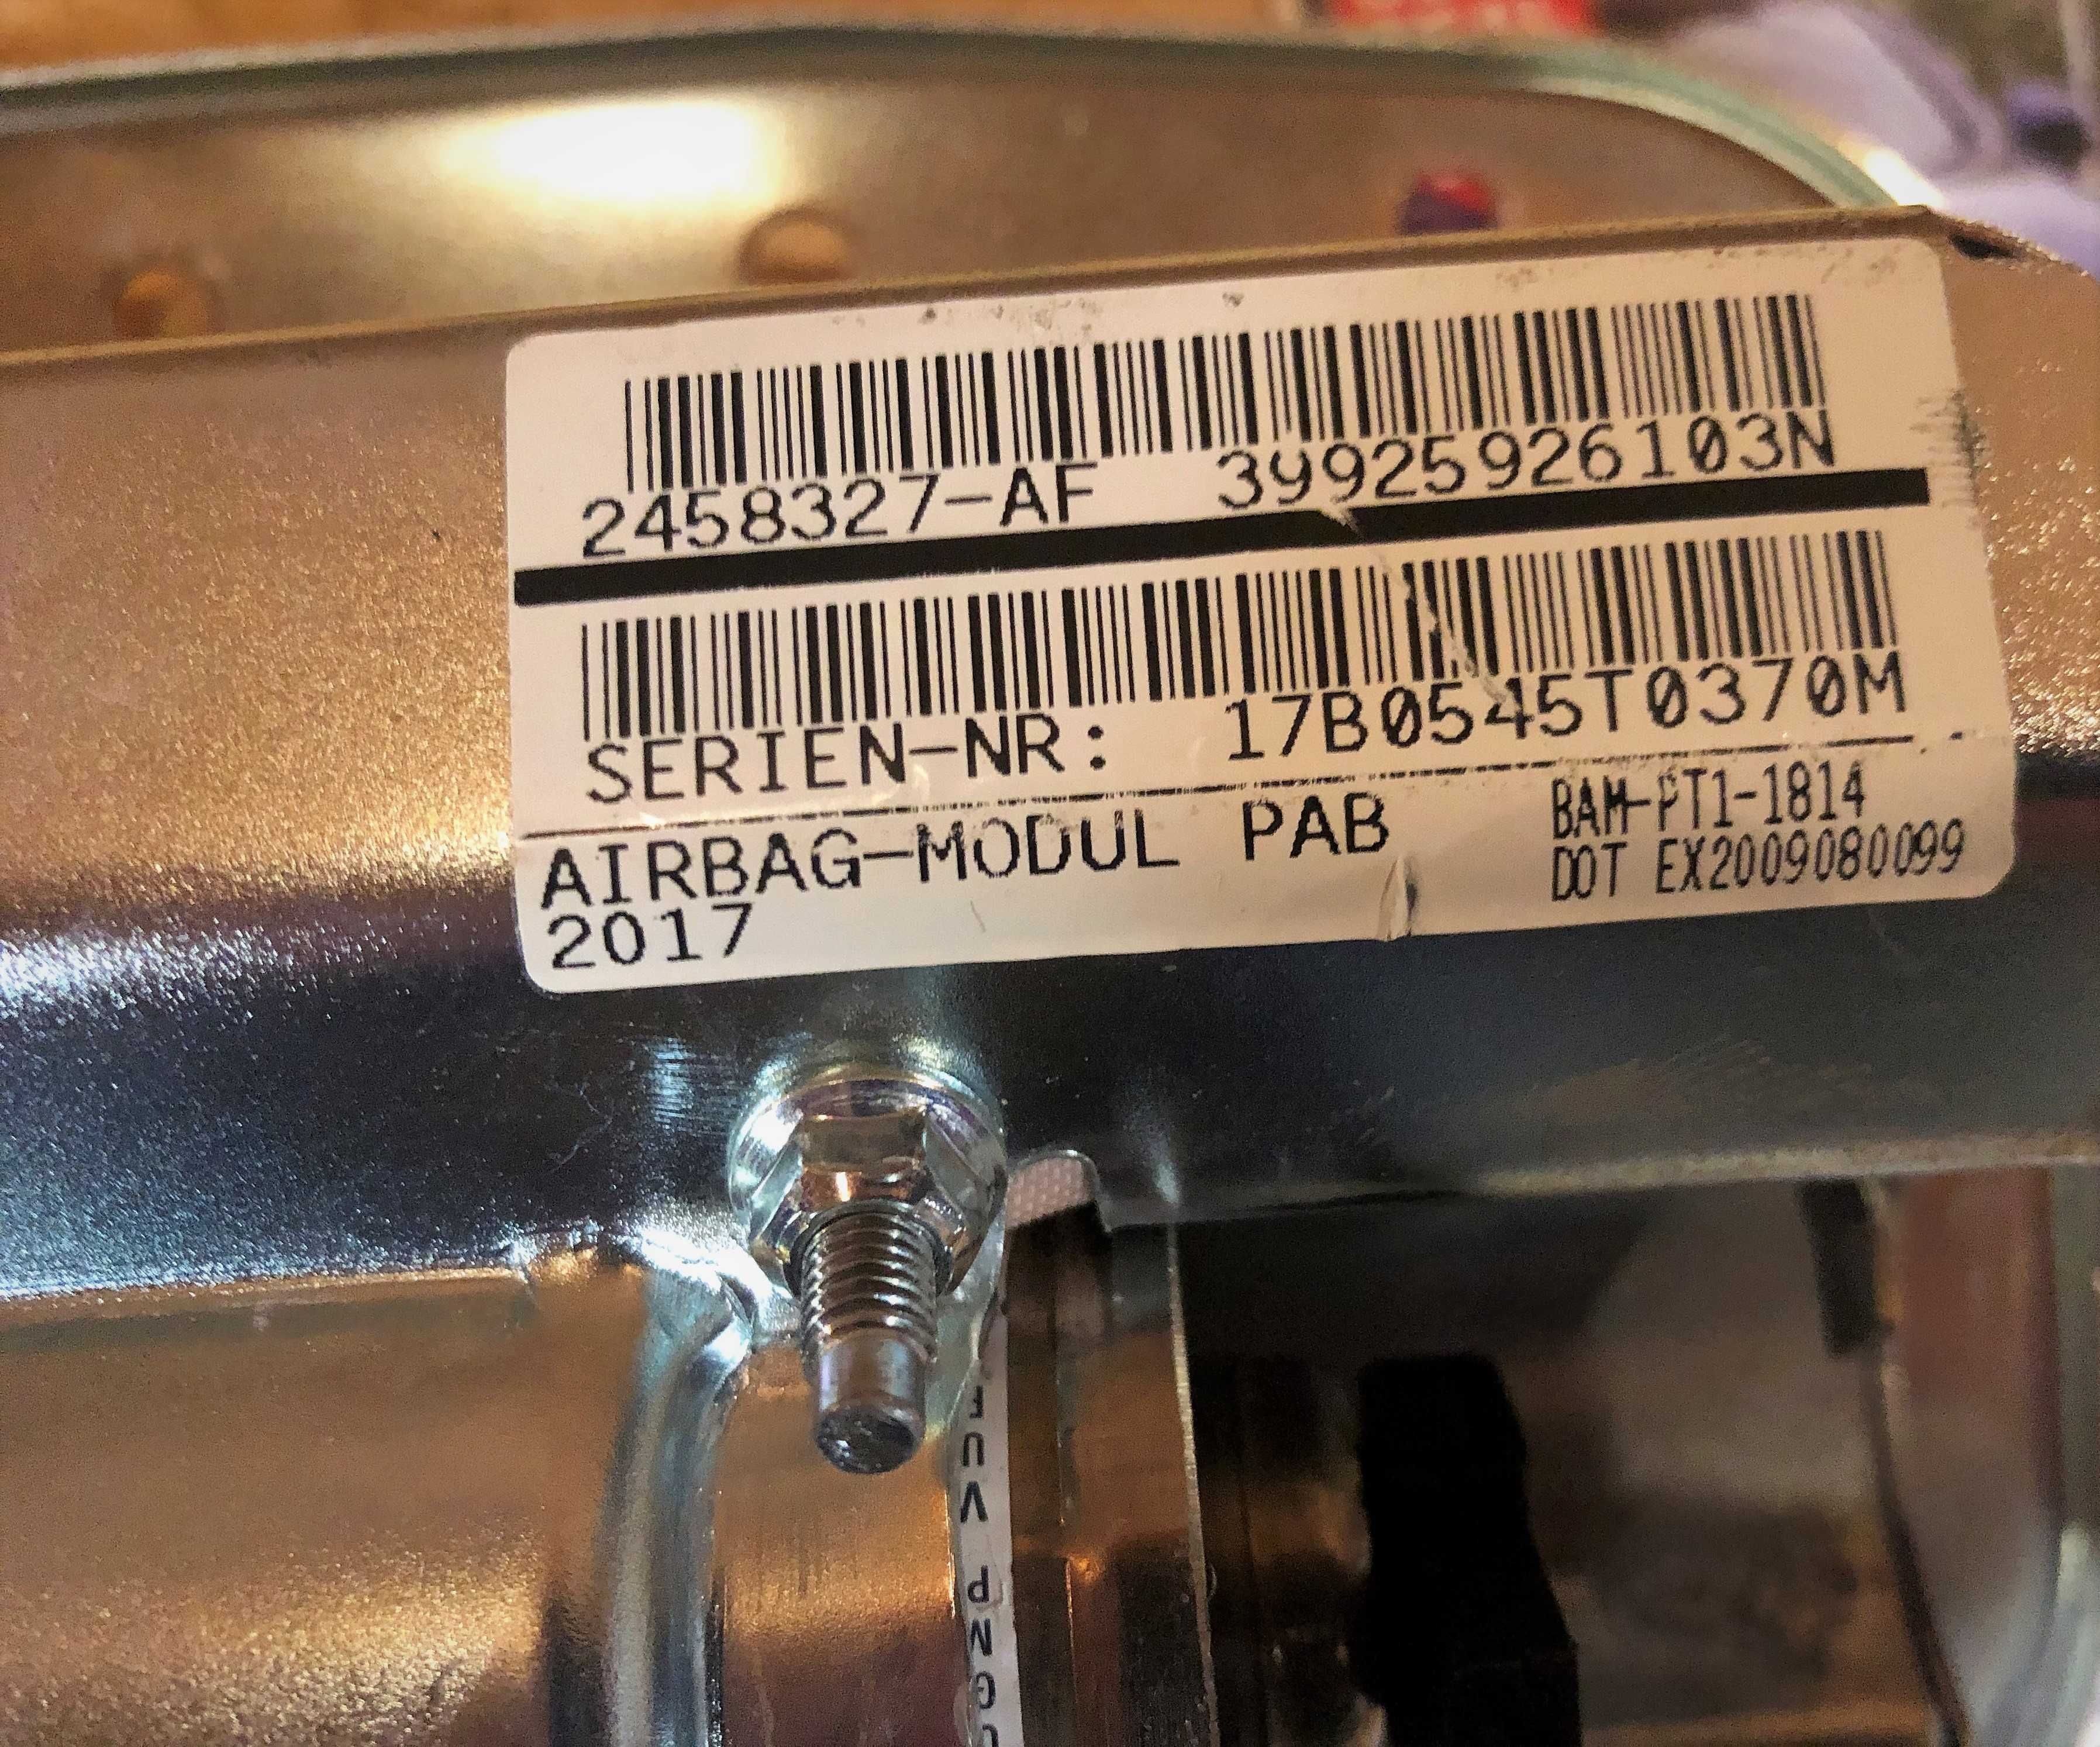 2458327-AF 39925926103N
SERIEN-NR: 17B0545T0370M
AIRBAG-MODUL PAB
2017
BAM-PT1-1814
DOT EX2009080099